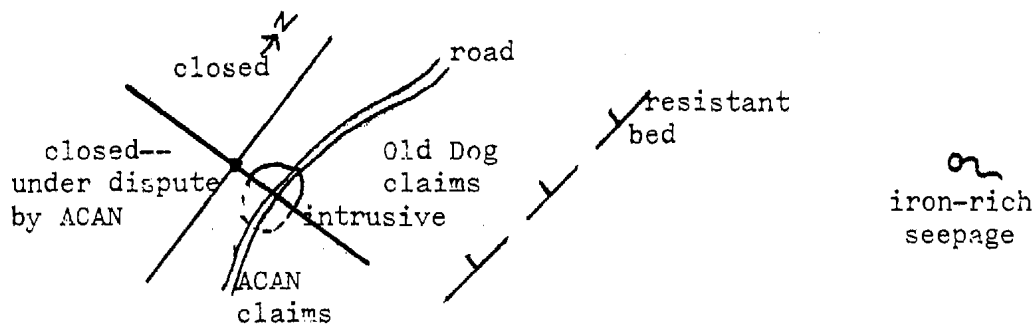 N
closed
road
resistant
bed
closed--
under dispute
by ACAN
Old Dog
claims
intrusive
iron-rich
seepage
ACAN
claims